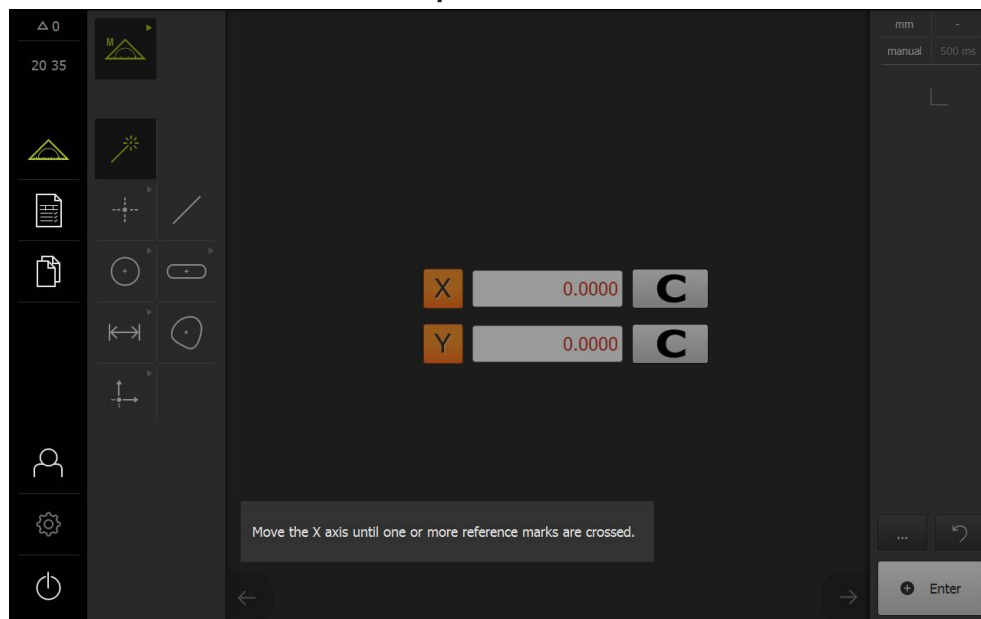 0
20 35
M
mm -
manual 500 ms
X 0.0000 C
Y 0.0000 C
Move the X axis until one or more reference marks are crossed.
...
Enter